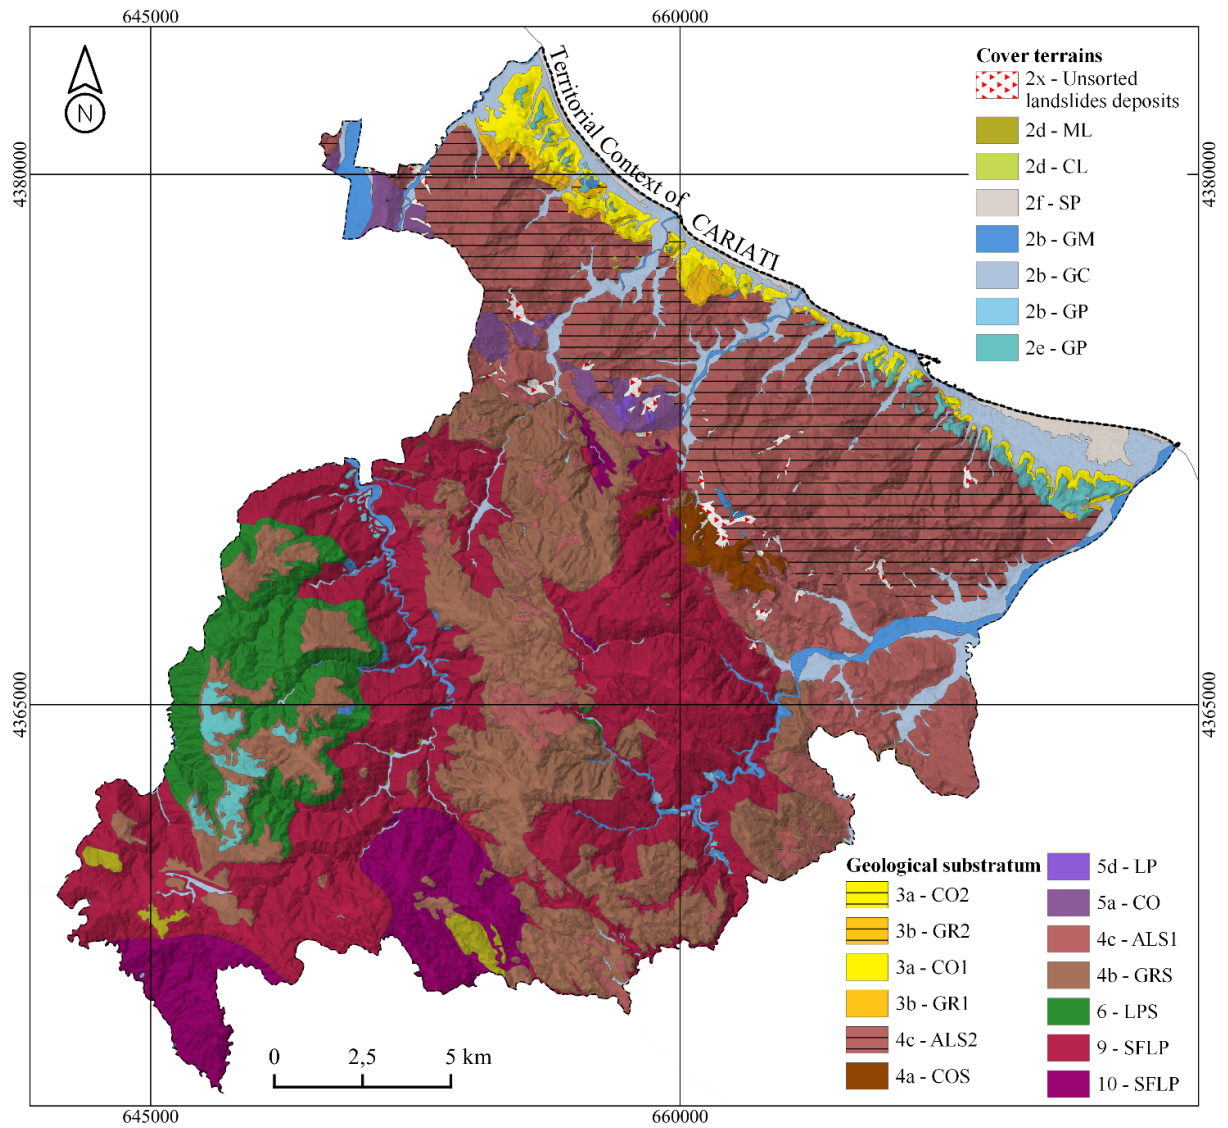 645000
660000
N
4380000
4380000
4365000
4365000
Territorial Context of CARIATI
Cover terrains
2x - Unsorted
landslides deposits
2d - ML
2d - CL
2f - SP
2b - GM
2b - GC
2b - GP
2e - GP
Geological substratum
3a - CO2
3b - GR2
3a - CO1
3b - GR1
4c - ALS2
4a - COS
5d - LP
5a - CO
4c - ALS1
4b - GRS
6 - LPS
9 - SFLP
10 - SFLP
0 2,5 5 km
645000
660000